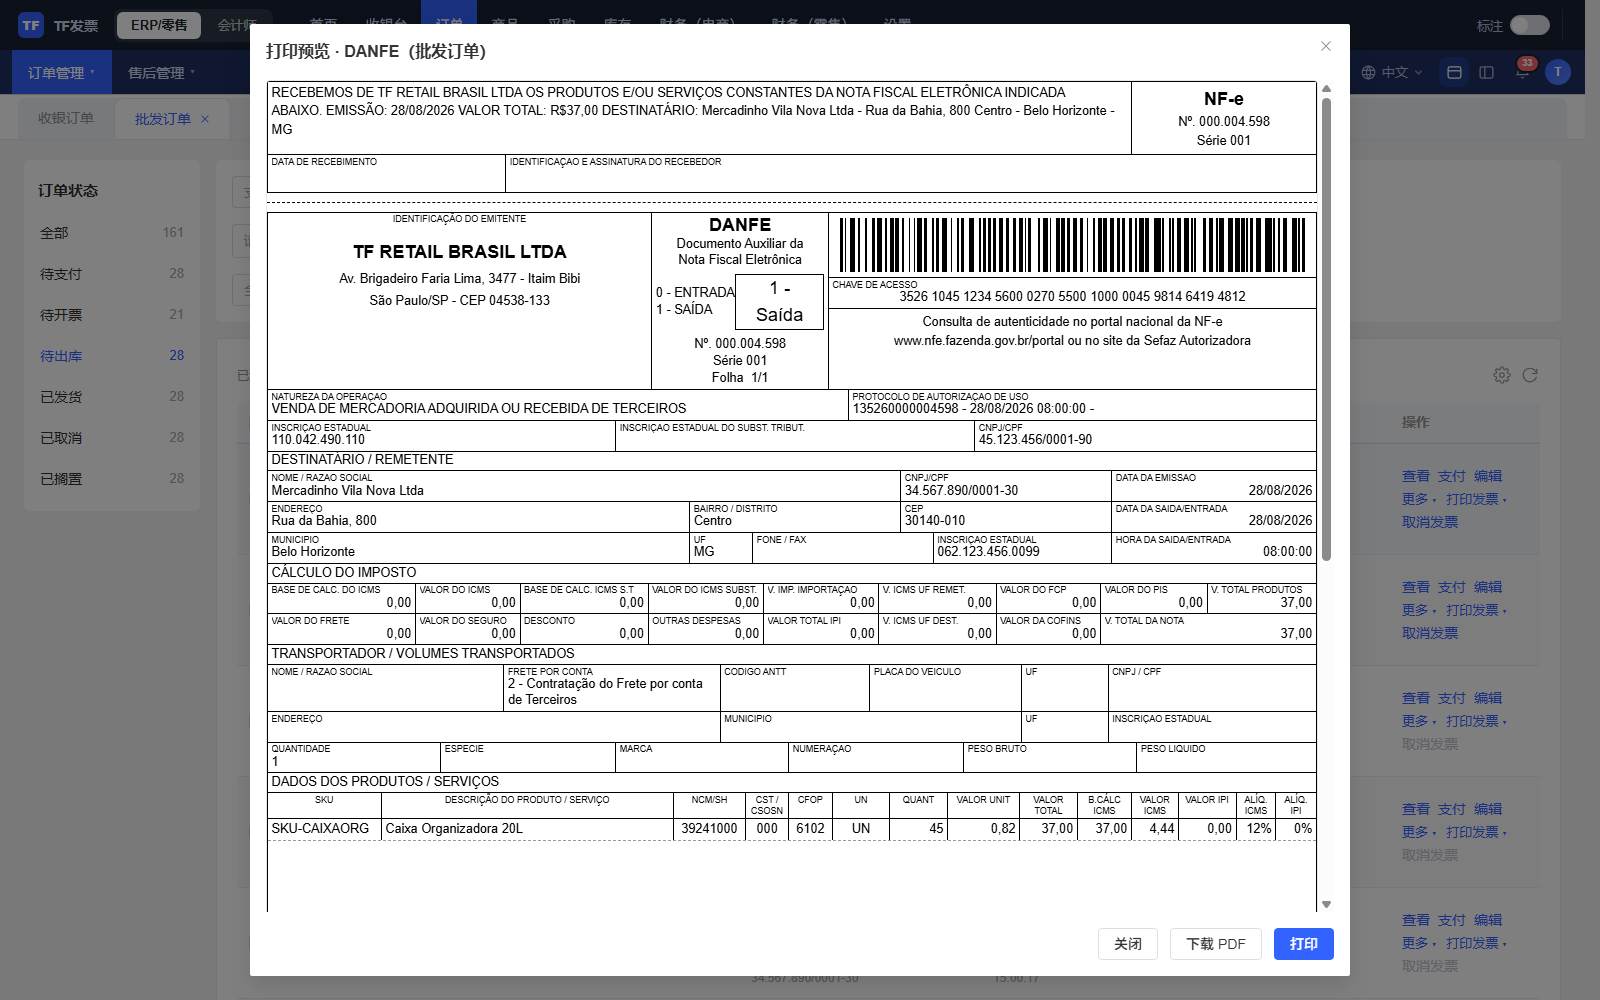 TF TF发票 ERP/零售 会计师 首页 收银台 订单 商品 采购 库存 财务（电商） 财务（零售） 设置 标注
订单管理 售后管理 中文 33 T
收银订单 批发订单 ×
订单状态
全部 161
待支付 28
待开票 21
待出库 28
已发货 28
已取消 28
已搁置 28
打印预览 · DANFE（批发订单）
RECEBEMOS DE TF RETAIL BRASIL LTDA OS PRODUTOS E/OU SERVIÇOS CONSTANTES DA NOTA FISCAL ELETRÔNICA INDICADA
ABAIXO. EMISSÃO: 28/08/2026 VALOR TOTAL: R$37,00 DESTINATÁRIO: Mercadinho Vila Nova Ltda - Rua da Bahia, 800 Centro - Belo Horizonte -
MG
NF-e
Nº. 000.004.598
Série 001
DATA DE RECEBIMENTO
IDENTIFICAÇAO E ASSINATURA DO RECEBEDOR
IDENTIFICAÇÃO DO EMITENTE
TF RETAIL BRASIL LTDA
Av. Brigadeiro Faria Lima, 3477 - Itaim Bibi
São Paulo/SP - CEP 04538-133
DANFE
Documento Auxiliar da
Nota Fiscal Eletrônica
0 - ENTRADA
1 - SAÍDA
1 -
Saída
Nº. 000.004.598
Série 001
Folha 1/1
CHAVE DE ACESSO
3526 1045 1234 5600 0270 5500 1000 0045 9814 6419 4812
Consulta de autenticidade no portal nacional da NF-e
www.nfe.fazenda.gov.br/portal ou no site da Sefaz Autorizadora
NATUREZA DA OPERAÇAO
VENDA DE MERCADORIA ADQUIRIDA OU RECEBIDA DE TERCEIROS
PROTOCOLO DE AUTORIZAÇAO DE USO
135260000004598 - 28/08/2026 08:00:00 -
INSCRIÇAO ESTADUAL
110.042.490.110
INSCRIÇAO ESTADUAL DO SUBST. TRIBUT.
CNPJ/CPF
45.123.456/0001-90
DESTINATÁRIO / REMETENTE
NOME / RAZAO SOCIAL
Mercadinho Vila Nova Ltda
CNPJ/CPF
34.567.890/0001-30
DATA DA EMISSAO
28/08/2026
ENDEREÇO
Rua da Bahia, 800
BAIRRO / DISTRITO
Centro
CEP
30140-010
DATA DA SAIDA/ENTRADA
28/08/2026
MUNICIPIO
Belo Horizonte
UF
MG
FONE / FAX
INSCRIÇAO ESTADUAL
062.123.456.0099
HORA DA SAIDA/ENTRADA
08:00:00
CÁLCULO DO IMPOSTO
BASE DE CALC. DO ICMS VALOR DO ICMS BASE DE CALC. ICMS S.T VALOR DO ICMS SUBST. V. IMP. IMPORTAÇAO V. ICMS UF REMET. VALOR DO FCP VALOR DO PIS V. TOTAL PRODUTOS
0,00 0,00 0,00 0,00 0,00 0,00 0,00 0,00 37,00
VALOR DO FRETE VALOR DO SEGURO DESCONTO OUTRAS DESPESAS VALOR TOTAL IPI V. ICMS UF DEST. VALOR DA COFINS V. TOTAL DA NOTA
0,00 0,00 0,00 0,00 0,00 0,00 0,00 37,00
TRANSPORTADOR / VOLUMES TRANSPORTADOS
NOME / RAZAO SOCIAL
FRETE POR CONTA
2 - Contratação do Frete por conta
de Terceiros
CODIGO ANTT
PLACA DO VEICULO
UF
CNPJ / CPF
ENDEREÇO MUNICIPIO UF INSCRIÇAO ESTADUAL
QUANTIDADE ESPECIE MARCA NUMERAÇAO PESO BRUTO PESO LIQUIDO
1
DADOS DOS PRODUTOS / SERVIÇOS
SKU DESCRIÇÃO DO PRODUTO / SERVIÇO NCM/SH CST / CSOSN CFOP UN QUANT VALOR UNIT VALOR TOTAL B.CÁLC ICMS VALOR ICMS VALOR IPI ALÍQ. ICMS ALÍQ. IPI
SKU-CAIXAORG Caixa Organizadora 20L 39241000 000 6102 UN 45 0,82 37,00 37,00 4,44 0,00 12% 0%
关闭 下载 PDF 打印
操作
查看 支付 编辑
更多 打印发票
取消发票
查看 支付 编辑
更多 打印发票
取消发票
查看 支付 编辑
更多 打印发票
取消发票
查看 支付 编辑
更多 打印发票
取消发票
查看 支付 编辑
更多 打印发票
取消发票
34.567.890/0001-30 15:00:17